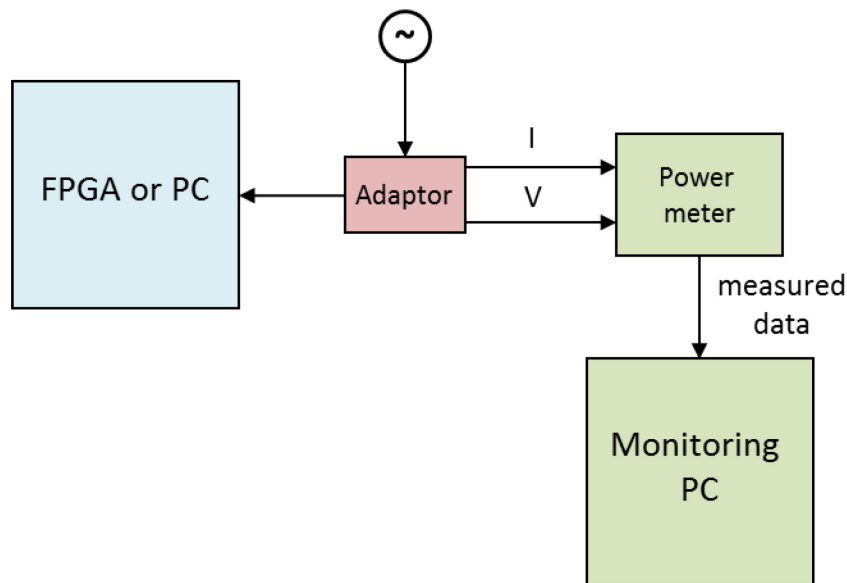 ~
FPGA or PC
Adaptor
I
V
Power
meter
measured
data
Monitoring
PC